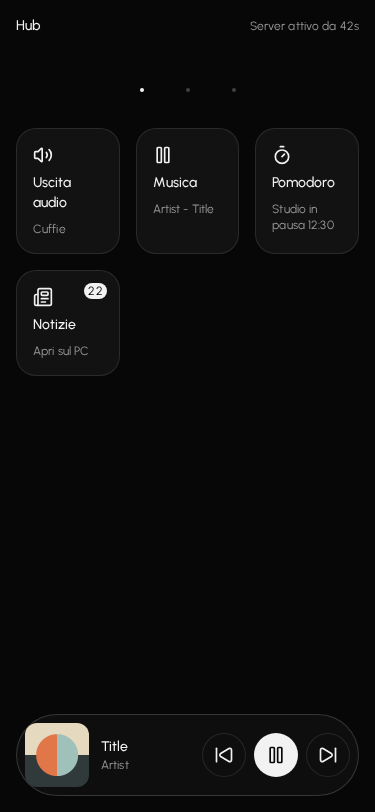 Hub
Server attivo da 42s
Uscita
audio
Cuffie
Musica
Artist - Title
Pomodoro
Studio in
pausa 12:30
22
Notizie
Apri sul PC
Title
Artist